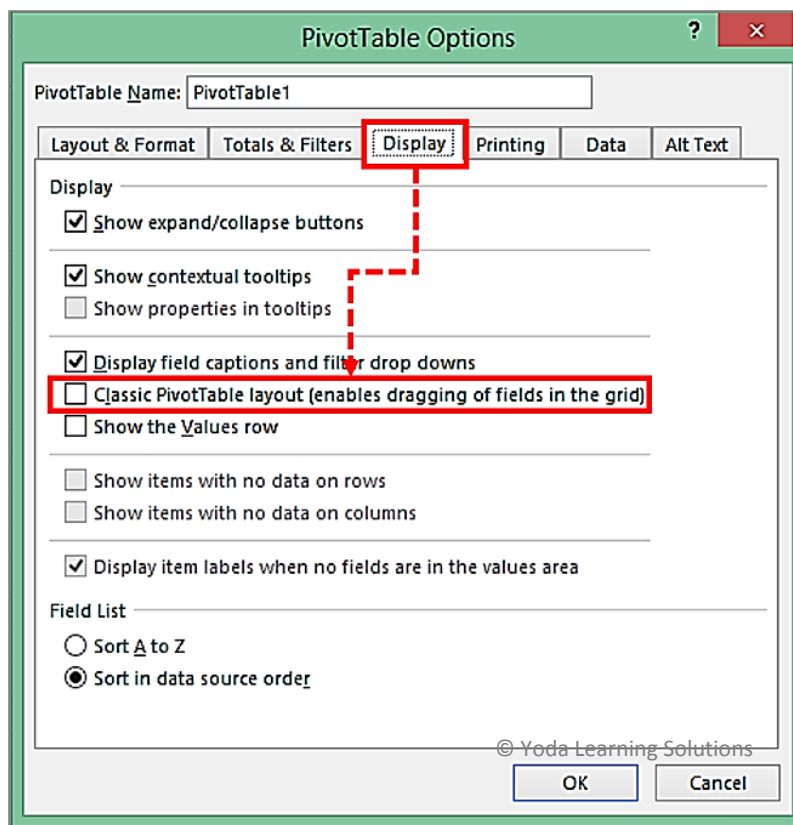 PivotTable Options
?
PivotTable Name: PivotTable1
Layout & Format Totals & Filters Display Printing Data Alt Text
Display
Show expand/collapse buttons
Show contextual tooltips
Show properties in tooltips
Display field captions and filter drop downs
Classic PivotTable layout (enables dragging of fields in the grid)
Show the Values row
Show items with no data on rows
Show items with no data on columns
Display item labels when no fields are in the values area
Field List
Sort A to Z
Sort in data source order
© Yoda Learning Solutions
OK Cancel